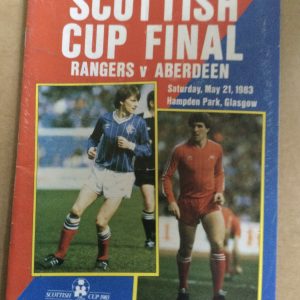 SCOTTISH
CUP FINAL
RANGERS v ABERDEEN
Saturday, May 21, 1983
Hampden Park, Glasgow
SCOTTISH
CUP 1983